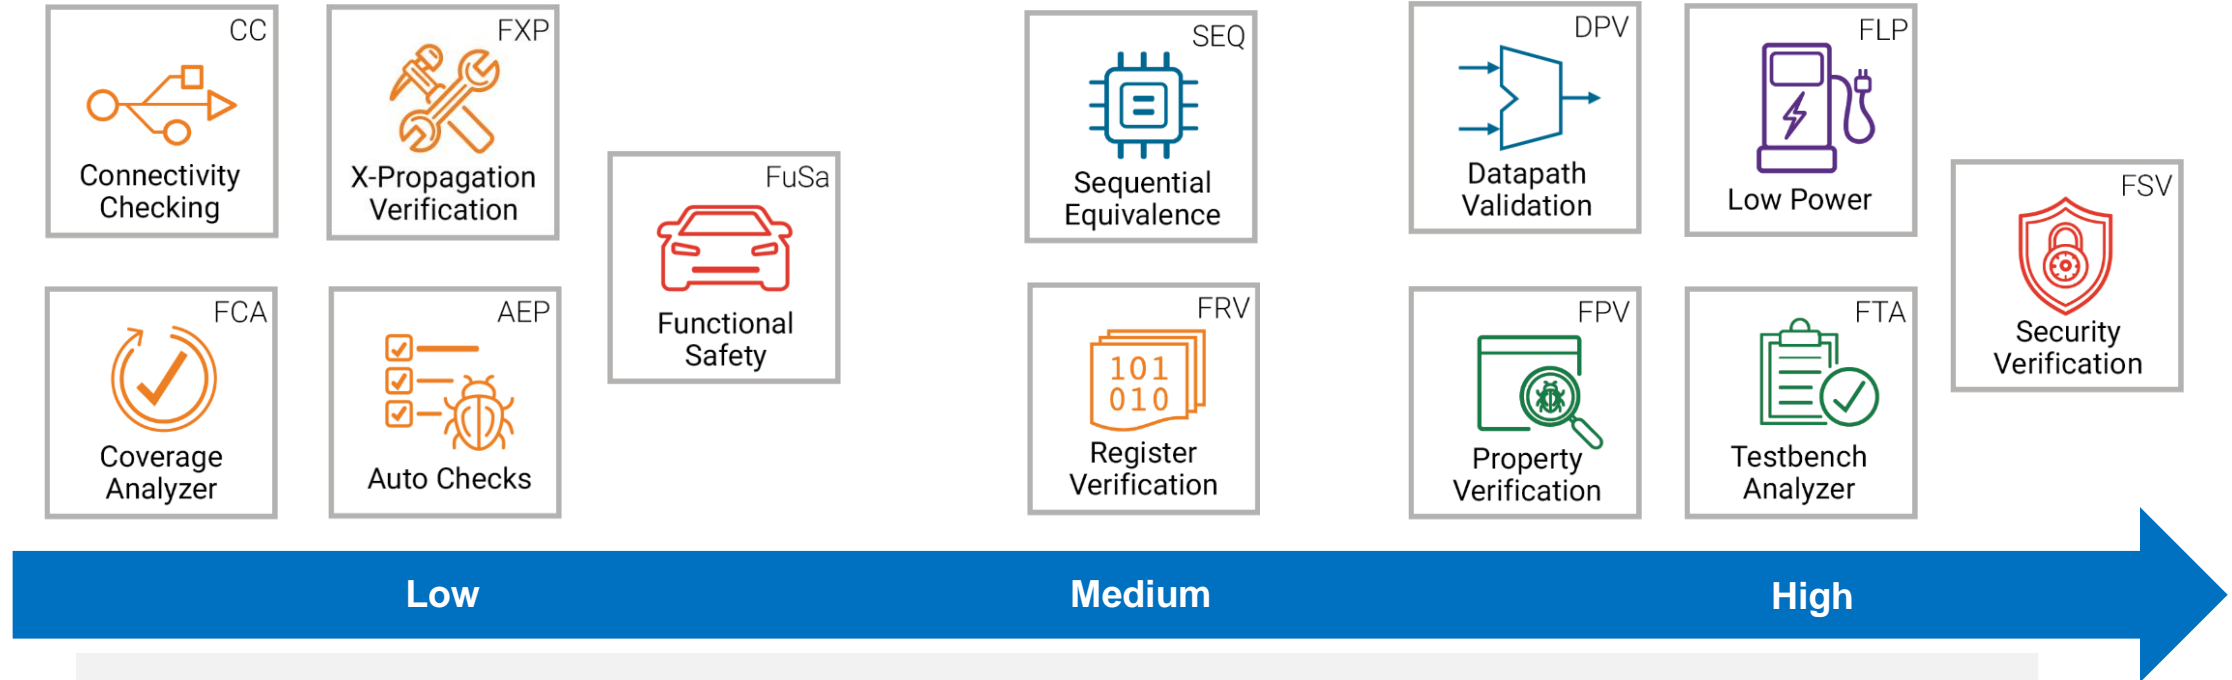 CC
Connectivity
Checking
FXP
X-Propagation
Verification
FuSa
Functional
Safety
FCA
Coverage
Analyzer
AEP
Auto Checks
SEQ
Sequential
Equivalence
FRV
101
010
Register
Verification
DPV
Datapath
Validation
FLP
Low Power
FSV
Security
Verification
FPV
Property
Verification
FTA
Testbench
Analyzer
Low
Medium
High